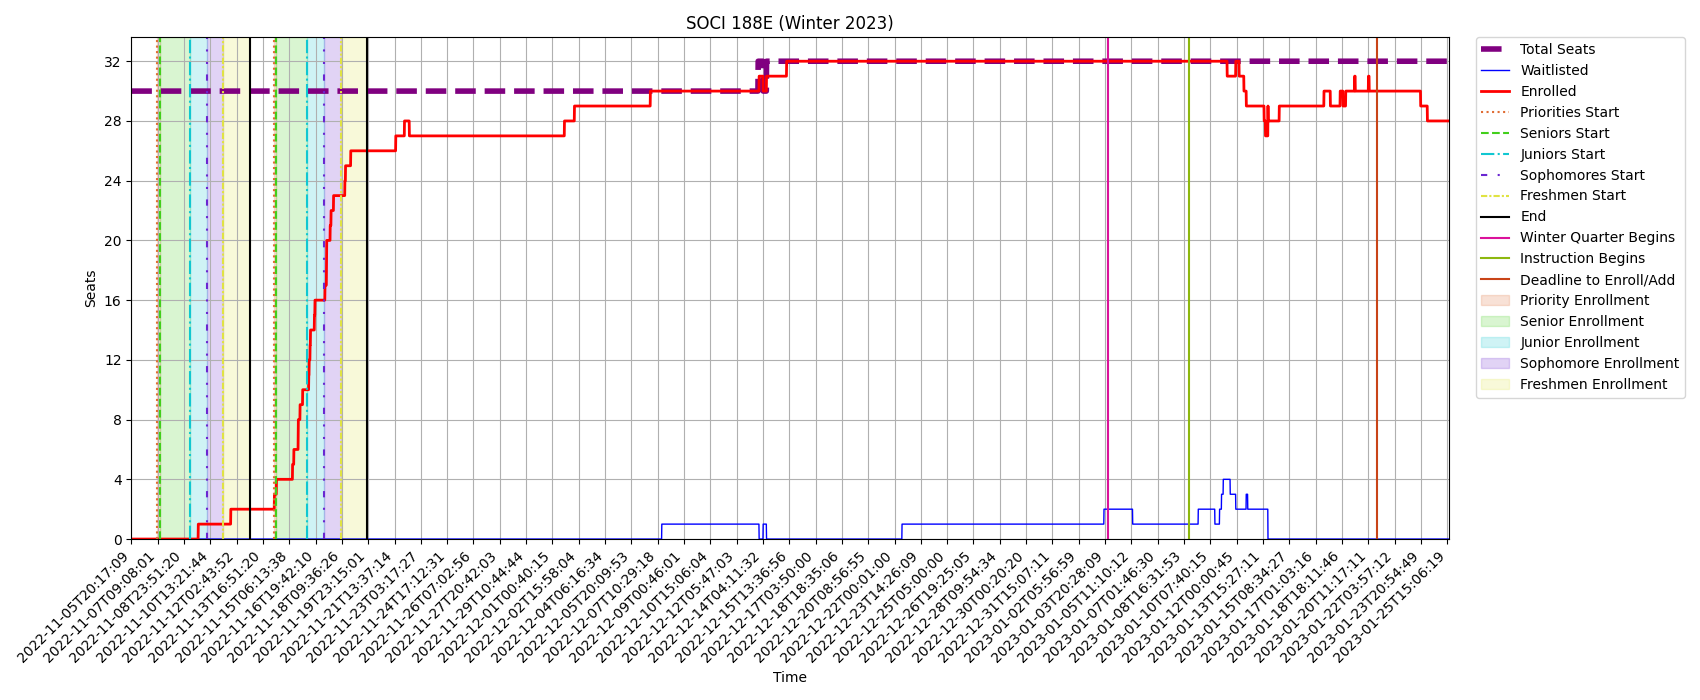 SOCI 188E (Winter 2023)
Seats
32
28
24
20
16
12
8
4
0
2022-11-05T20:17:09
2022-11-07T09:08:01
2022-11-08T23:51:20
2022-11-10T13:21:44
2022-11-12T02:43:52
2022-11-13T16:51:20
2022-11-15T06:13:38
2022-11-16T19:42:10
2022-11-18T09:36:26
2022-11-19T23:15:01
2022-11-21T13:37:14
2022-11-23T03:17:27
2022-11-24T17:12:31
2022-11-26T07:02:56
2022-11-27T20:42:03
2022-11-29T10:44:44
2022-12-01T00:40:15
2022-12-02T15:58:04
2022-12-04T06:16:34
2022-12-05T20:09:53
2022-12-07T10:29:18
2022-12-09T00:46:01
2022-12-10T15:06:04
2022-12-12T05:47:03
2022-12-14T04:11:32
2022-12-15T13:36:56
2022-12-17T03:50:00
2022-12-18T18:35:06
2022-12-20T08:56:55
2022-12-22T00:01:00
2022-12-23T14:26:09
2022-12-25T05:00:00
2022-12-26T19:25:05
2022-12-28T09:54:34
2022-12-30T00:20:20
2022-12-31T15:07:11
2023-01-02T05:56:59
2023-01-03T20:28:09
2023-01-05T11:10:12
2023-01-07T01:46:30
2023-01-08T16:31:53
2023-01-10T07:40:15
2023-01-12T00:00:45
2023-01-13T15:27:11
2023-01-15T08:34:27
2023-01-17T01:03:16
2023-01-18T18:11:46
2023-01-20T11:17:11
2023-01-22T03:57:12
2023-01-23T20:54:49
2023-01-25T15:06:19
Time
Total Seats
Waitlisted
Enrolled
Priorities Start
Seniors Start
Juniors Start
Sophomores Start
Freshmen Start
End
Winter Quarter Begins
Instruction Begins
Deadline to Enroll/Add
Priority Enrollment
Senior Enrollment
Junior Enrollment
Sophomore Enrollment
Freshmen Enrollment